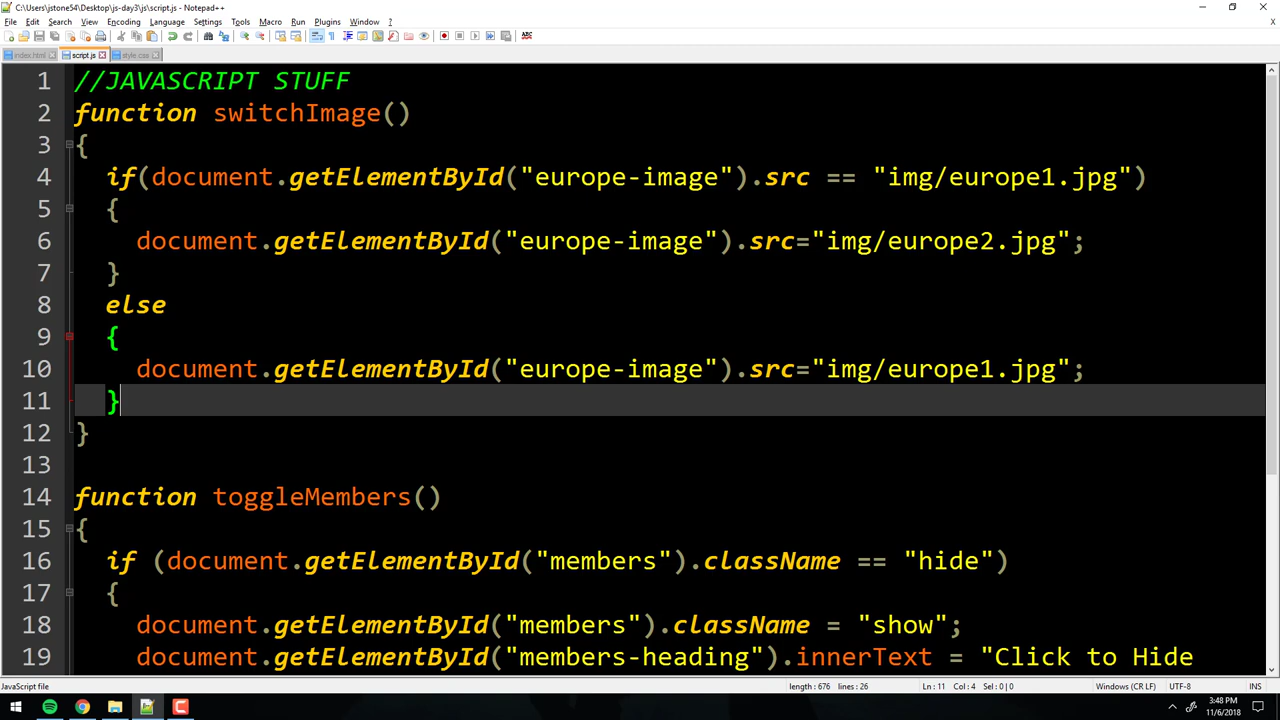 C:\Users\jstone54\Desktop\js-day3\js\script.js - Notepad++
File Edit Search View Encoding Language Settings Tools Macro Run Plugins Window ?
index.html script.js style.css
1 //JAVASCRIPT STUFF
2 function switchImage()
3 {
4 if(document.getElementById("europe-image").src == "img/europe1.jpg")
5 {
6 document.getElementById("europe-image").src="img/europe2.jpg";
7 }
8 else
9 {
10 document.getElementById("europe-image").src="img/europe1.jpg";
11 }
12 }
13
14 function toggleMembers()
15 {
16 if (document.getElementById("members").className == "hide")
17 {
18 document.getElementById("members").className = "show";
19 document.getElementById("members-heading").innerText = "Click to Hide
JavaScript file length : 676 lines : 26 Ln : 11 Col : 4 Sel : 0 | 0 Windows (CR LF) UTF-8 INS
3:48 PM
11/6/2018